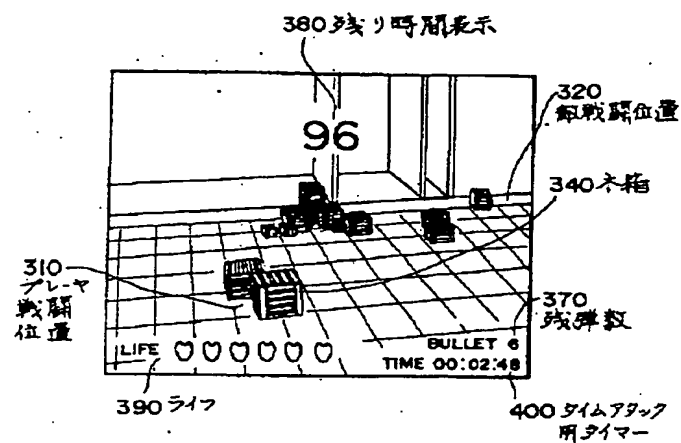 380 残り時間表示
96
320
敵戦闘位置
340 木箱
310
プレーヤ
戦闘
位置
370
残弾数
LIFE
BULLET 6
TIME 00:02:48
390 ライフ
400 タイムアタック
用タイマー